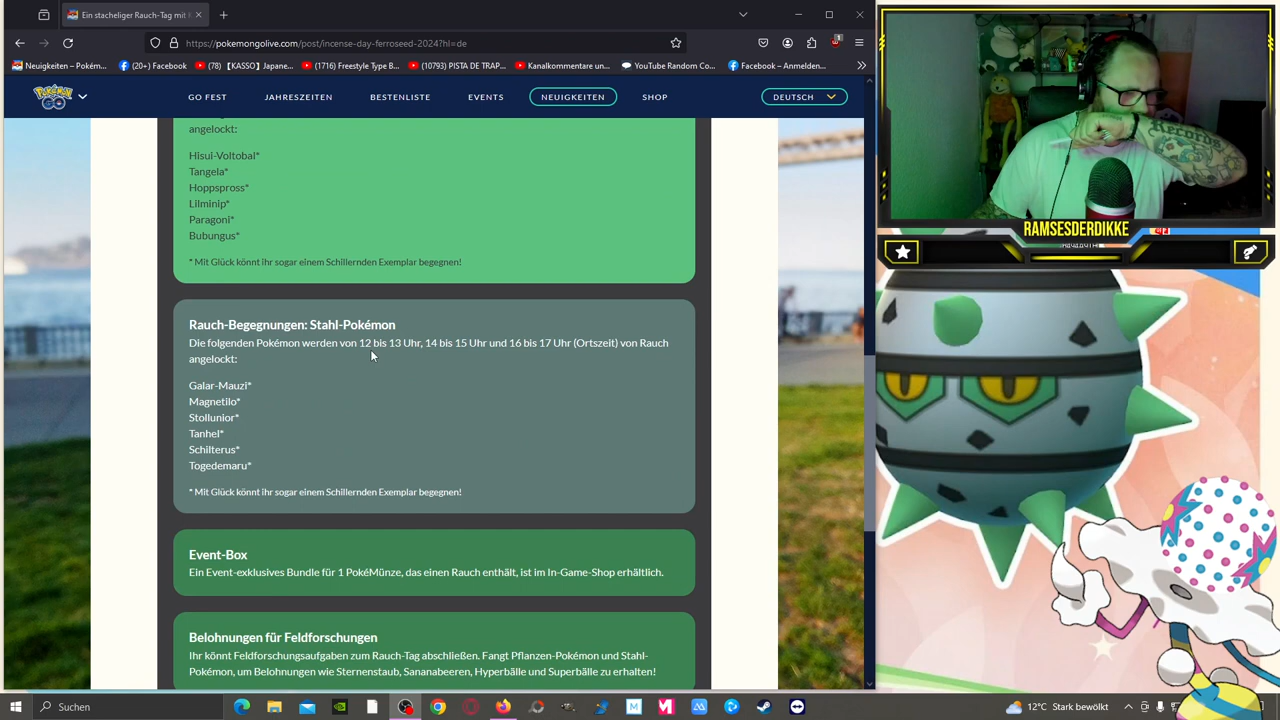 Ein stacheliger Rauch-Tag m
https://pokemongolive.com/post/incense-day-ferro 2024?hl=de
Neuigkeiten – Pokém...
(20+) Facebook
(78) 【KASSO】Japane...
(1716) Freegame – B...
(10793) PISTA DE TRAP...
Kanalkommentare un...
YouTube Random Co...
Facebook – Anmelden...
Pokémon GO
GO FEST
JAHRESZEITEN
BESTENLISTE
EVENTS
NEUIGKEITEN
SHOP
DEUTSCH
angelockt:
Hisui-Voltobal*
Tangela*
Hoppspross*
Lilminip*
Paragoni*
Bubungus*
Glück könnt ihr sogar einem Schillernden Exemplar begegnen!
Rauch-Begegnungen: Stahl-Pokémon
Die folgenden Pokémon werden von 12 bis 13 Uhr, 14 bis 15 Uhr und 16 bis 17 Uhr (Ortszeit) von Rauch
angelockt:
Galar-Mauzi*
Magnetilo*
Stollunior*
Tanhel*
Schilterus*
Togedemaru*
* Mit Glück könnt ihr sogar einem Schillernden Exemplar begegnen!
Event-Box
Ein Event-exklusives Bundle für 1 PokéMünze, das einen Rauch enthält, ist im In-Game-Shop erhältlich.
Belohnungen für Feldforschungen
Ihr könnt Feldforschungsaufgaben zum Rauch-Tag abschließen. Fangt Pflanzen-Pokémon und Stahl-
Pokémon, um Belohnungen wie Sternenstaub, Sananabeeren, Hyperbälle und Superbälle zu erhalten!
Records
RAMSESDERDIKKE
Suchen
12°C Stark bewölkt